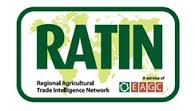 RATIN
Regional Agricultural
Trade Intelligence Network
A service of
EAGC